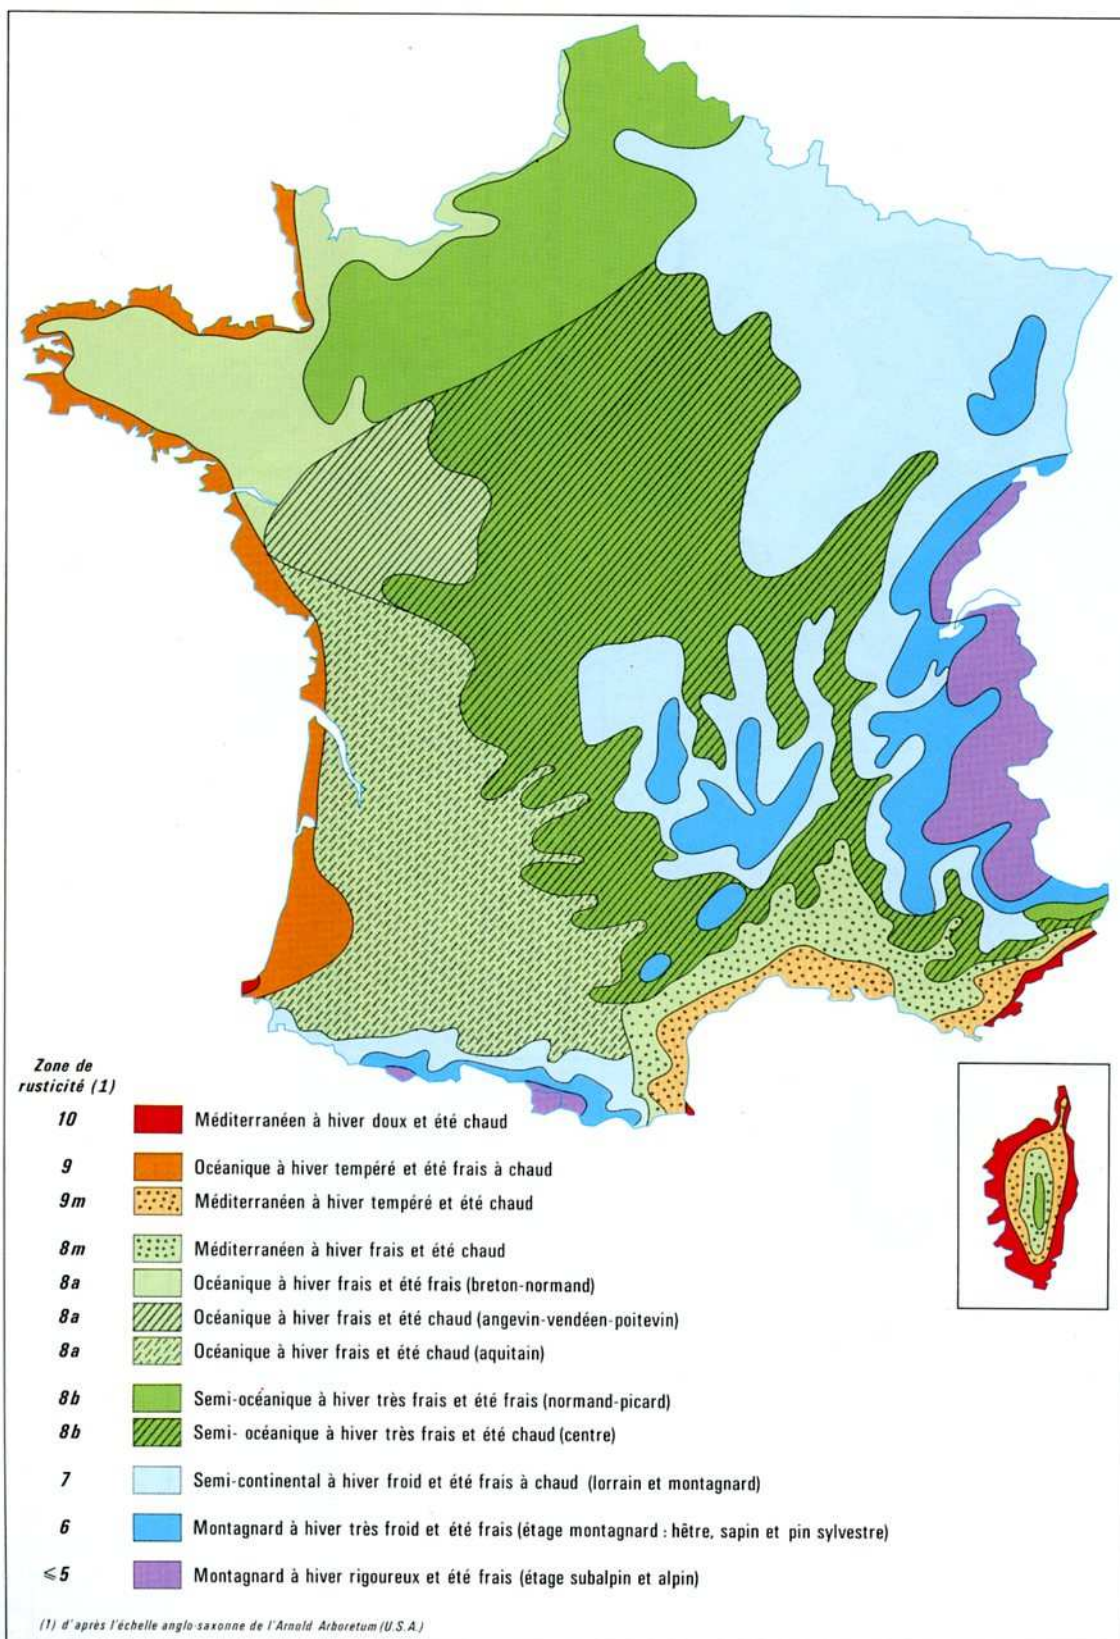 Zone de
rusticité (1)
10 Méditerranéen à hiver doux et été chaud
9 Océanique à hiver tempéré et été frais à chaud
9m Méditerranéen à hiver tempéré et été chaud
8m Méditerranéen à hiver frais et été chaud
8a Océanique à hiver frais et été frais (breton-normand)
8a Océanique à hiver frais et été chaud (angevin-vendéen-poitevin)
8a Océanique à hiver frais et été chaud (aquitain)
8b Semi-océanique à hiver très frais et été frais (normand-picard)
8b Semi- océanique à hiver très frais et été chaud (centre)
7 Semi-continental à hiver froid et été frais à chaud (lorrain et montagnard)
6 Montagnard à hiver très froid et été frais (étage montagnard : hêtre, sapin et pin sylvestre)
⩽5 Montagnard à hiver rigoureux et été frais (étage subalpin et alpin)
(1) d'après l'échelle anglo-saxonne de l'Arnold Arboretum (U.S.A.)